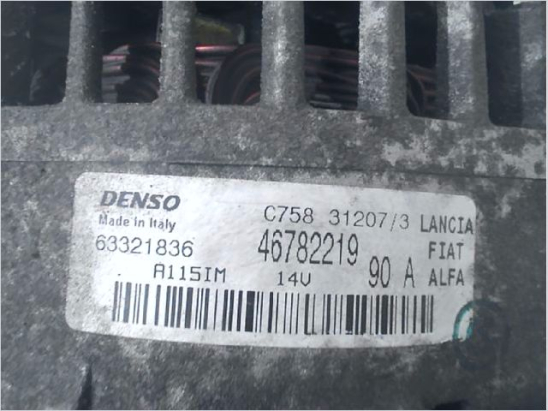 DENSO C758 31207/3 LANCIA
Made in Italy 46782219 FIAT
63321836 90 A ALFA
A115IM 14V